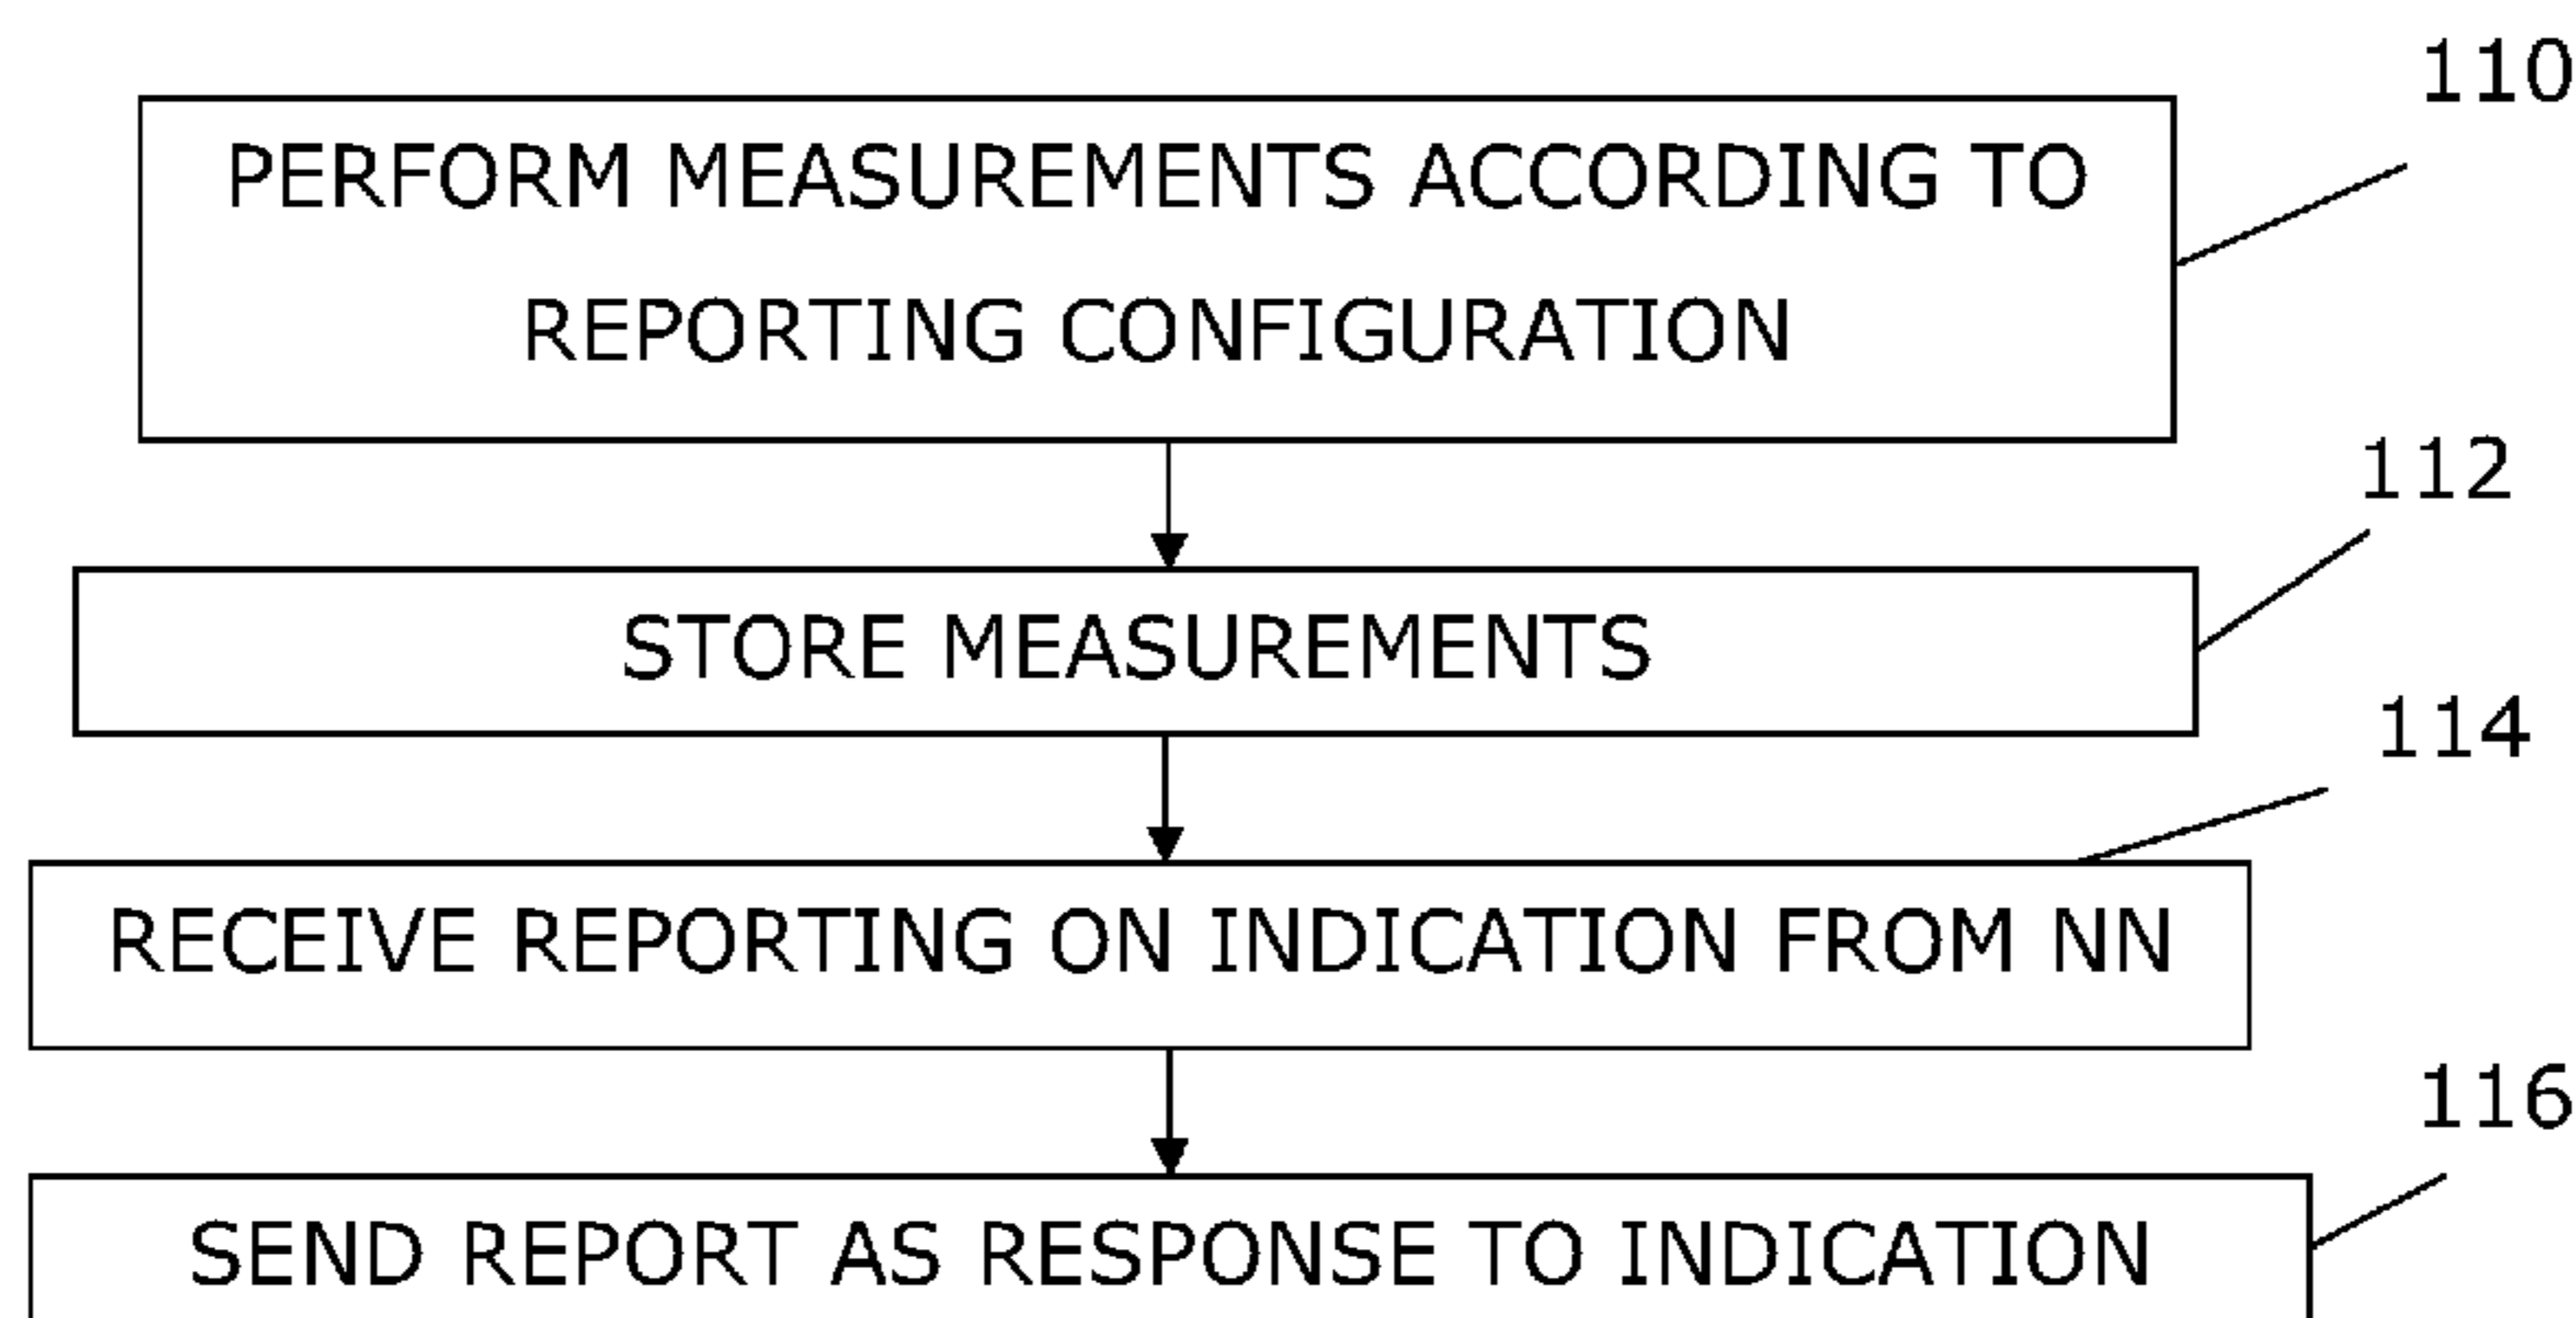 110
PERFORM MEASUREMENTS ACCORDING TO
REPORTING CONFIGURATION
112
STORE MEASUREMENTS
114
RECEIVE REPORTING ON INDICATION FROM NN
116
SEND REPORT AS RESPONSE TO INDICATION